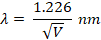 λ = 1.226 / √V nm